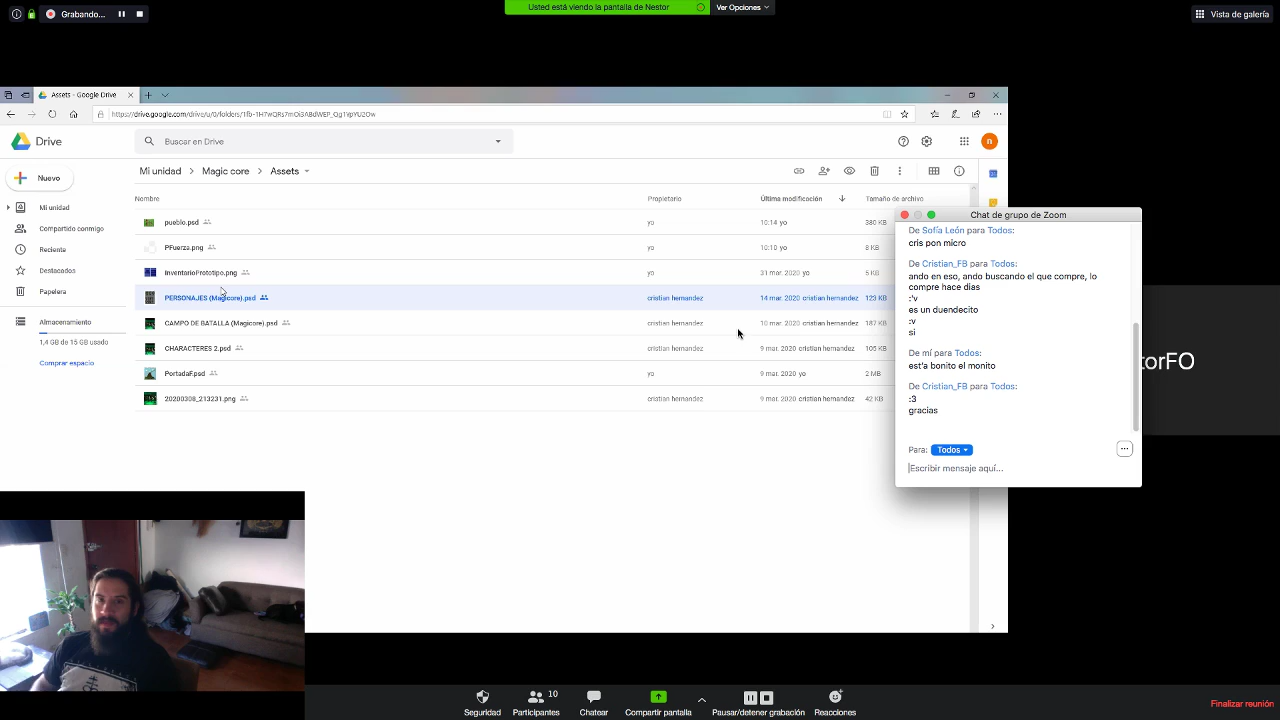 Grabando...
Usted está viendo la pantalla de Nestor
Ver Opciones
Vista de galería
Assets - Google Drive
Drive
Buscar en Drive
n
Nuevo
Mi unidad
Compartido conmigo
Reciente
Destacados
Papelera
Almacenamiento
1,4 GB de 15 GB usado
Comprar espacio
Mi unidad > Magic core > Assets
Nombre Propietario Última modificación Tamaño de archivo
pueblo.psd yo 10:14 yo 380 KB
PFuerza.png yo 10:10 yo 8 KB
InventarioPrototipo.png yo 31 mar. 2020 yo 5 KB
PERSONAJES (Magicore).psd cristian hernandez 14 mar. 2020 cristian hernandez 123 KB
CAMPO DE BATALLA (Magicore).psd cristian hernandez 10 mar. 2020 cristian hernandez 187 KB
CHARACTERES 2.psd cristian hernandez 9 mar. 2020 cristian hernandez 105 KB
PortadaF.psd yo 9 mar. 2020 yo 2 MB
20200308_213231.png cristian hernandez 9 mar. 2020 cristian hernandez 42 KB
Chat de grupo de Zoom
De Sofía León para Todos:
cris pon micro
De Cristian_FB para Todos:
ando en eso, ando buscando el que compre, lo
compre hace días
:'v
es un duendecito
:v
si
De mí para Todos:
est'a bonito el monito
De Cristian_FB para Todos:
:3
gracias
Para: Todos
Escribir mensaje aquí...
torFO
Seguridad
10
Participantes
Chatear
Compartir pantalla
Pausar/detener grabación
Reacciones
Finalizar reunión